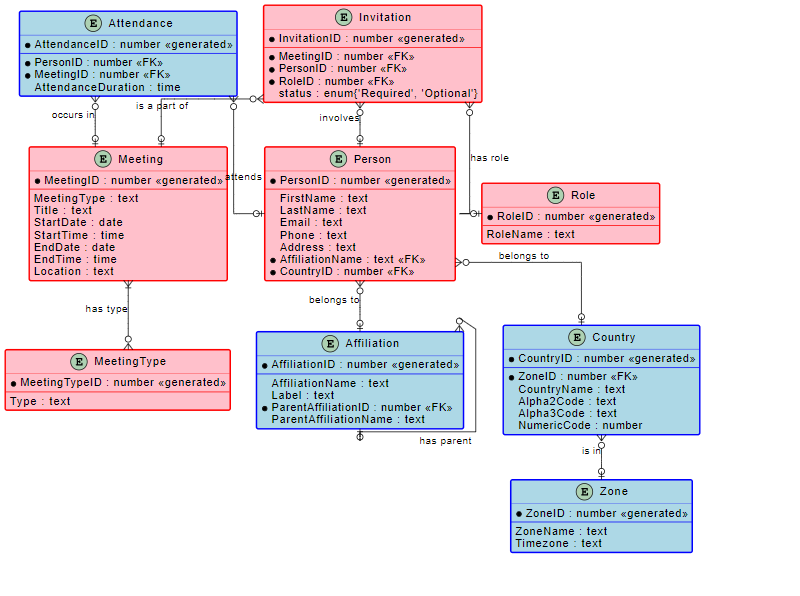 E Attendance
● AttendanceID : number «generated»
● PersonID : number «FK»
● MeetingID : number «FK»
AttendanceDuration : time
E Invitation
● InvitationID : number «generated»
● MeetingID : number «FK»
● PersonID : number «FK»
● RoleID : number «FK»
status : enum{'Required', 'Optional'}
occurs in
is a part of
involves
attends
has role
E Meeting
● MeetingID : number «generated»
MeetingType : text
Title : text
StartDate : date
StartTime : time
EndDate : date
EndTime : time
Location : text
E Person
● PersonID : number «generated»
FirstName : text
LastName : text
Email : text
Phone : text
Address : text
● AffiliationName : text «FK»
● CountryID : number «FK»
E Role
● RoleID : number «generated»
RoleName : text
has type
belongs to
belongs to
E MeetingType
● MeetingTypeID : number «generated»
Type : text
E Affiliation
● AffiliationID : number «generated»
AffiliationName : text
Label : text
● ParentAffiliationID : number «FK»
ParentAffiliationName : text
has parent
E Country
● CountryID : number «generated»
● ZoneID : number «FK»
CountryName : text
Alpha2Code : text
Alpha3Code : text
NumericCode : number
is in
E Zone
● ZoneID : number «generated»
ZoneName : text
Timezone : text